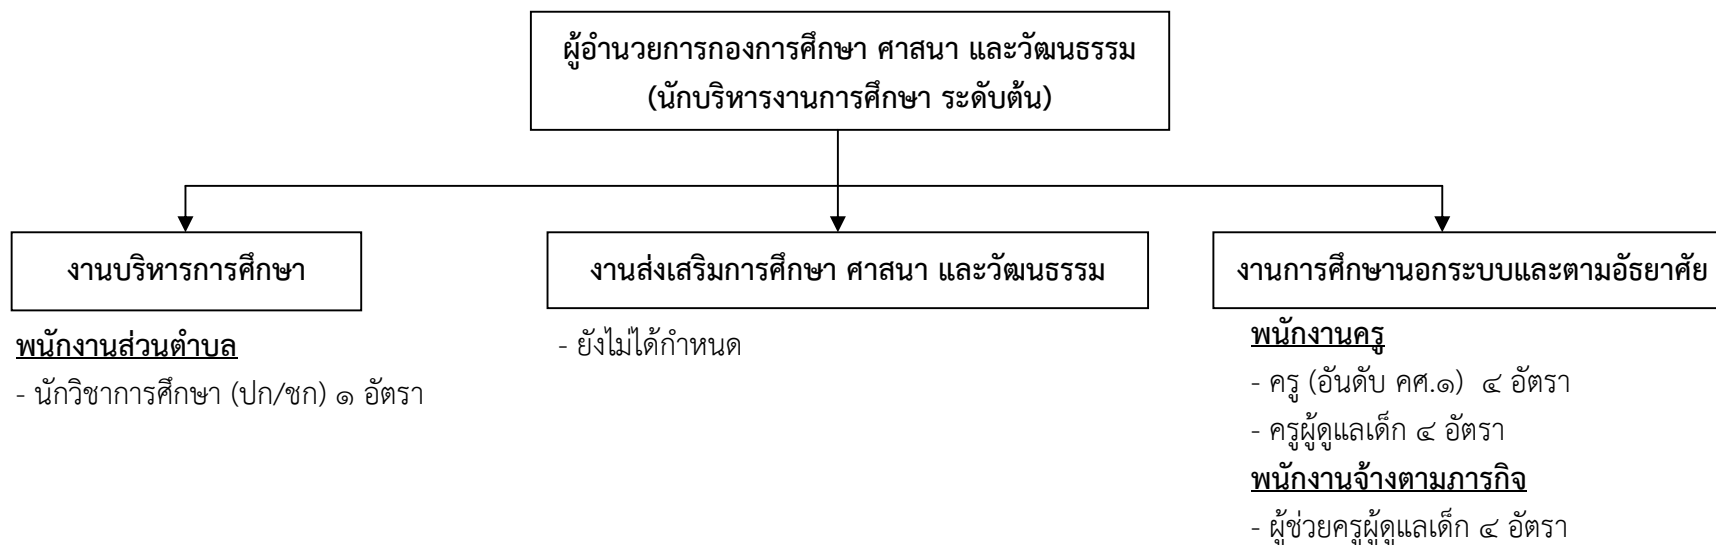 ผู้อำนวยการกองการศึกษา ศาสนา และวัฒนธรรม
(นักบริหารงานการศึกษา ระดับต้น)
งานบริหารการศึกษา
พนักงานส่วนตำบล
- นักวิชาการศึกษา (ปก/ชก) ๑ อัตรา
งานส่งเสริมการศึกษา ศาสนา และวัฒนธรรม
- ยังไม่ได้กำหนด
งานการศึกษานอกระบบและตามอัธยาศัย
พนักงานครู
- ครู (อันดับ คศ.๑)  ๔ อัตรา
- ครูผู้ดูแลเด็ก ๔ อัตรา
พนักงานจ้างตามภารกิจ
- ผู้ช่วยครูผู้ดูแลเด็ก ๔ อัตรา